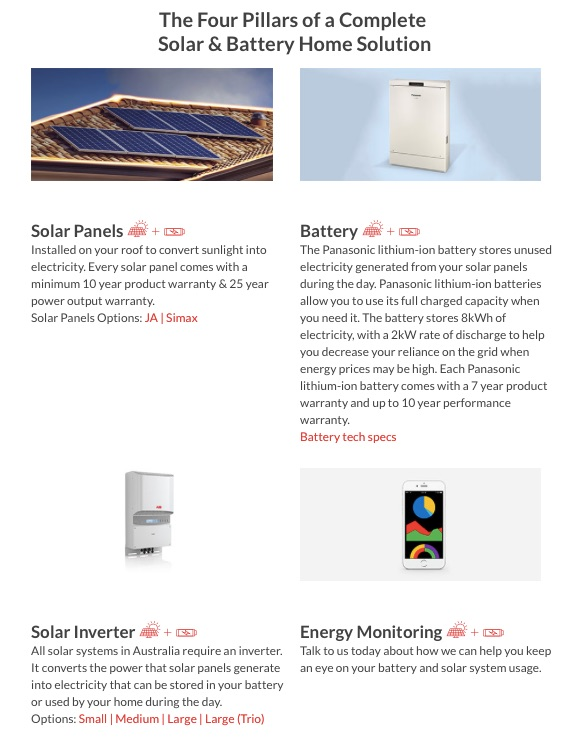 The Four Pillars of a Complete
Solar & Battery Home Solution
Solar Panels
Installed on your roof to convert sunlight into
electricity. Every solar panel comes with a
minimum 10 year product warranty & 25 year
power output warranty.
Solar Panels Options: JA | Simax
Battery
The Panasonic lithium-ion battery stores unused
electricity generated from your solar panels
during the day. Panasonic lithium-ion batteries
allow you to use its full charged capacity when
you need it. The battery stores 8kWh of
electricity, with a 2kW rate of discharge to help
you decrease your reliance on the grid when
energy prices may be high. Each Panasonic
lithium-ion battery comes with a 7 year product
warranty and up to 10 year performance
warranty.
Battery tech specs
Solar Inverter
All solar systems in Australia require an inverter.
It converts the power that solar panels generate
into electricity that can be stored in your battery
or used by your home during the day.
Options: Small | Medium | Large | Large (Trio)
Energy Monitoring
Talk to us today about how we can help you keep
an eye on your battery and solar system usage.